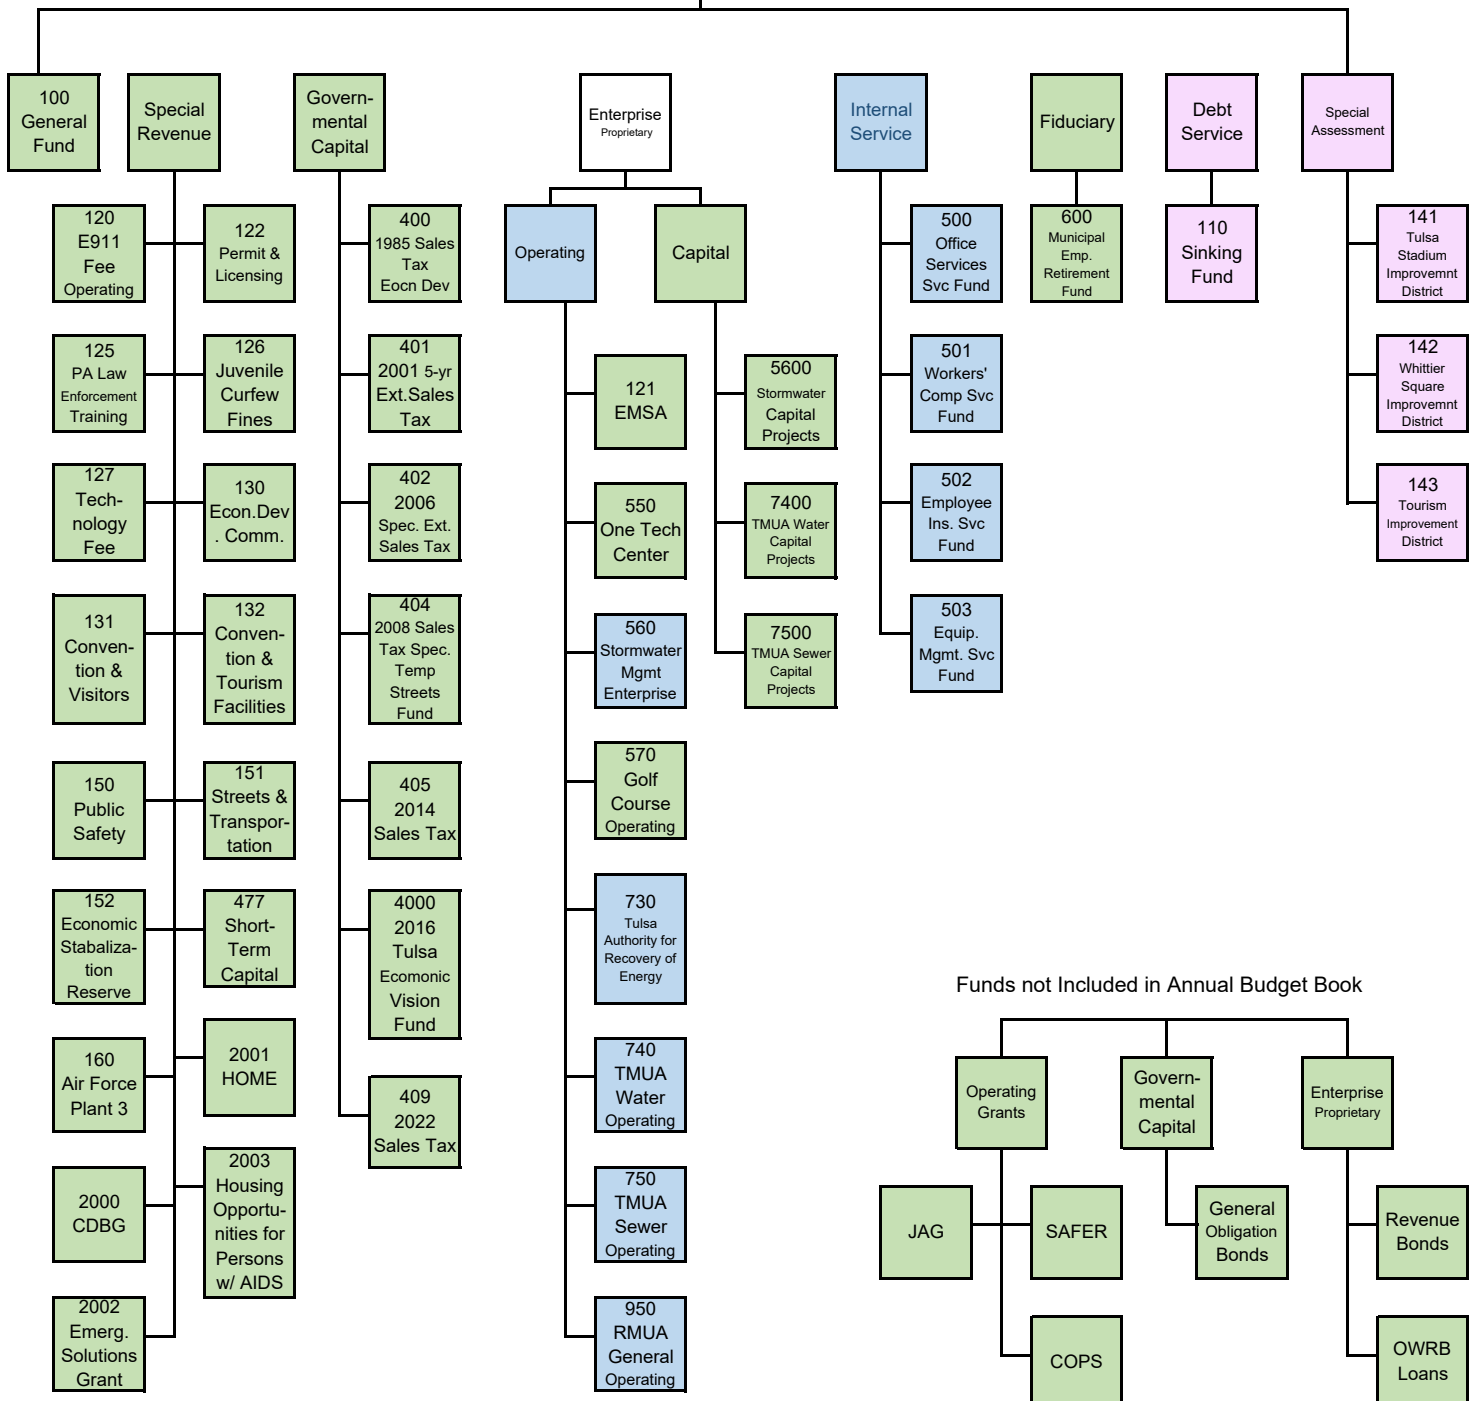 100
General
Fund
Special
Revenue
Govern-
mental
Capital
Enterprise
Proprietary
Internal
Service
Fiduciary
Debt
Service
Special
Assessment
120
E911
Fee
Operating
122
Permit &
Licensing
400
1985 Sales
Tax
Eocn Dev
Operating
Capital
500
Office
Services
Svc Fund
600
Municipal
Emp.
Retirement
Fund
110
Sinking
Fund
141
Tulsa
Stadium
Improvemnt
District
125
PA Law
Enforcement
Training
126
Juvenile
Curfew
Fines
401
2001 5-yr
Ext.Sales
Tax
121
EMSA
5600
Stormwater
Capital
Projects
501
Workers'
Comp Svc
Fund
142
Whittier
Square
Improvemnt
District
127
Tech-
nology
Fee
130
Econ.Dev
. Comm.
402
2006
Spec. Ext.
Sales Tax
550
One Tech
Center
7400
TMUA Water
Capital
Projects
502
Employee
Ins. Svc
Fund
143
Tourism
Improvement
District
131
Conven-
tion &
Visitors
132
Conven-
tion &
Tourism
Facilities
404
2008 Sales
Tax Spec.
Temp
Streets
Fund
560
Stormwater
Mgmt
Enterprise
7500
TMUA Sewer
Capital
Projects
503
Equip.
Mgmt. Svc
Fund
150
Public
Safety
151
Streets &
Transpor-
tation
405
2014
Sales Tax
570
Golf
Course
Operating
152
Economic
Stabaliza-
tion
Reserve
477
Short-
Term
Capital
4000
2016
Tulsa
Ecomonic
Vision
Fund
730
Tulsa
Authority for
Recovery of
Energy
160
Air Force
Plant 3
2001
HOME
409
2022
Sales Tax
740
TMUA
Water
Operating
2000
CDBG
2003
Housing
Opportu-
nities for
Persons
w/ AIDS
750
TMUA
Sewer
Operating
2002
Emerg.
Solutions
Grant
950
RMUA
General
Operating
Funds not Included in Annual Budget Book
Operating
Grants
Govern-
mental
Capital
Enterprise
Proprietary
JAG
SAFER
General
Obligation
Bonds
Revenue
Bonds
COPS
OWRB
Loans